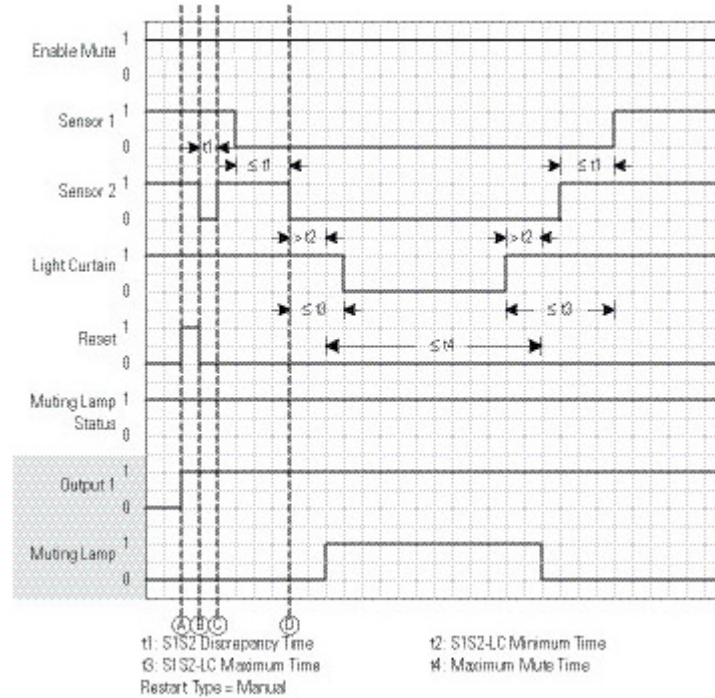 Enable Mute 1
0
Sensor 1 1
0
t1
≤ t1
≤ t1
Sensor 2 1
0
> t2
> t2
Light Curtain 1
0
≤ t3
≤ t3
Reset 1
0
≤ t4
Muting Lamp 1
Status
0
Output 1 1
0
Muting Lamp 1
0
A B C D
t1: S1S2 Discrepancy Time t2: S1S2-LC Minimum Time
t3: S1S2-LC Maximum Time t4: Maximum Mute Time
Restart Type = Manual